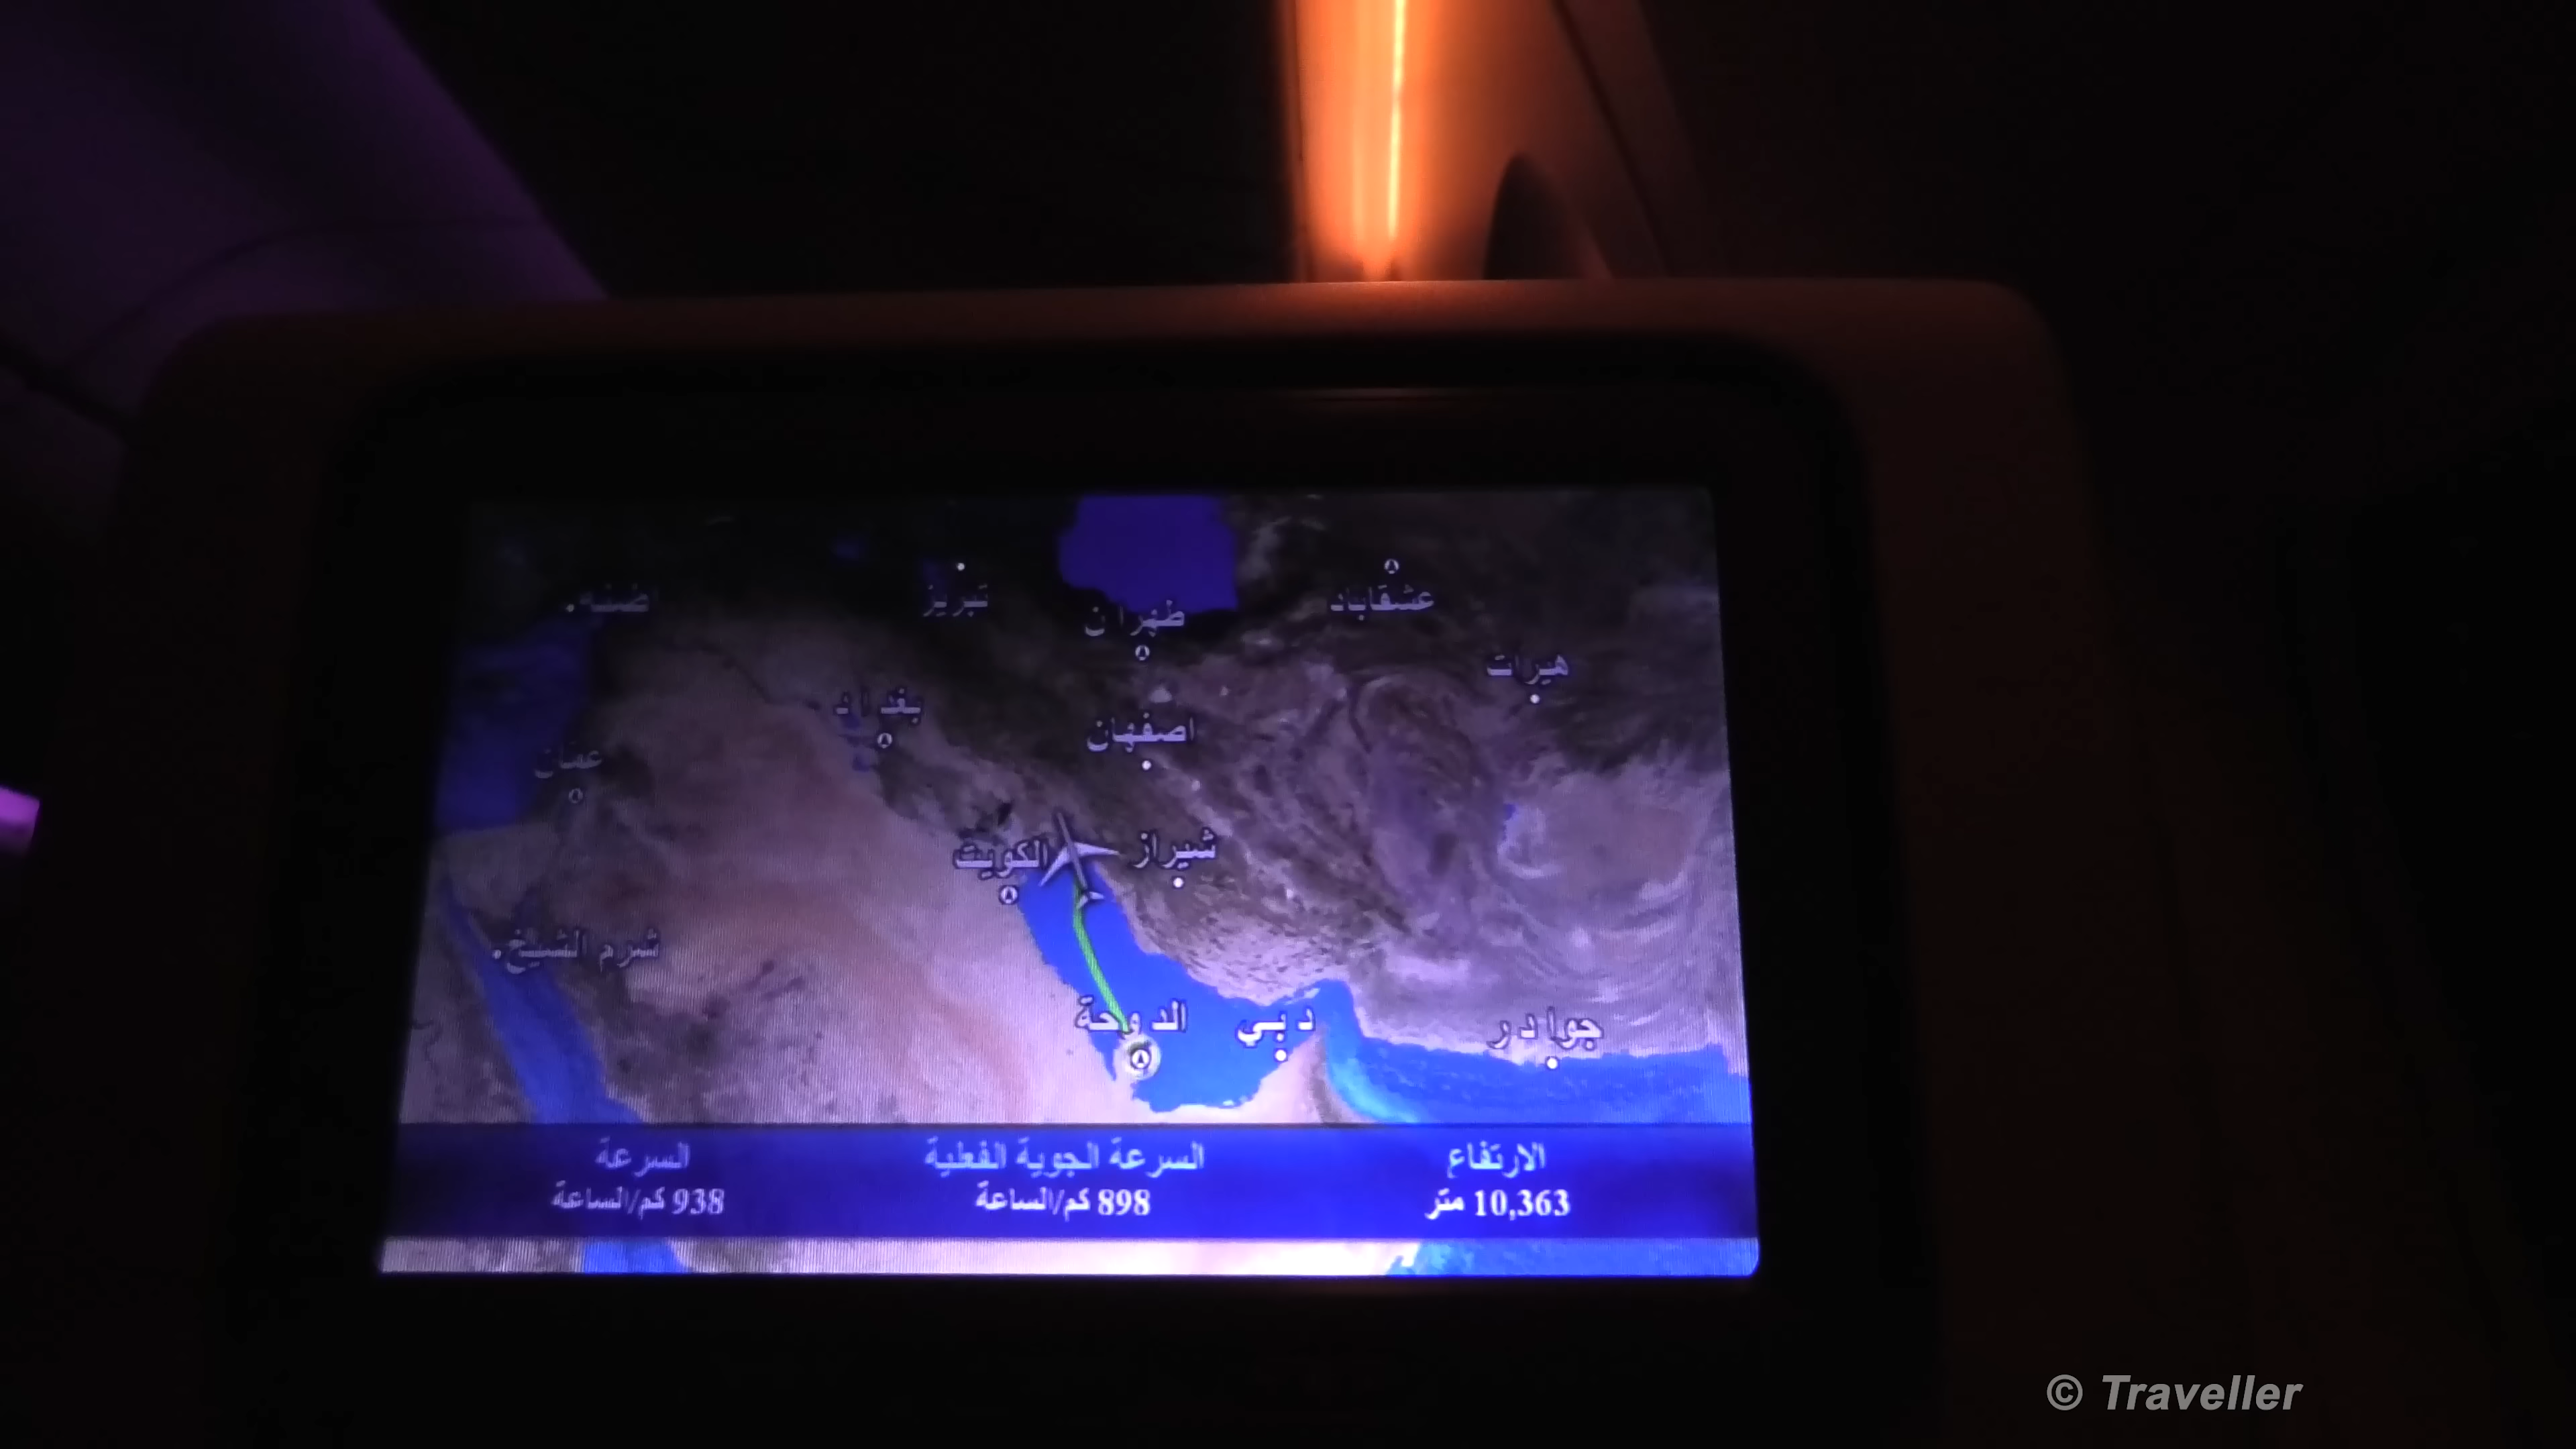 اضنه
تبريز
عشقاباد
طهران
هيرات
بغداد
اصفهان
عمان
الكويت
شيراز
شرم الشيخ
الدوحة
دبي
جوادر
الارتفاع
10,363 متر
السرعة الجوية الفعلية
898 كم/الساعة
السرعة
938 كم/الساعة
© Traveller